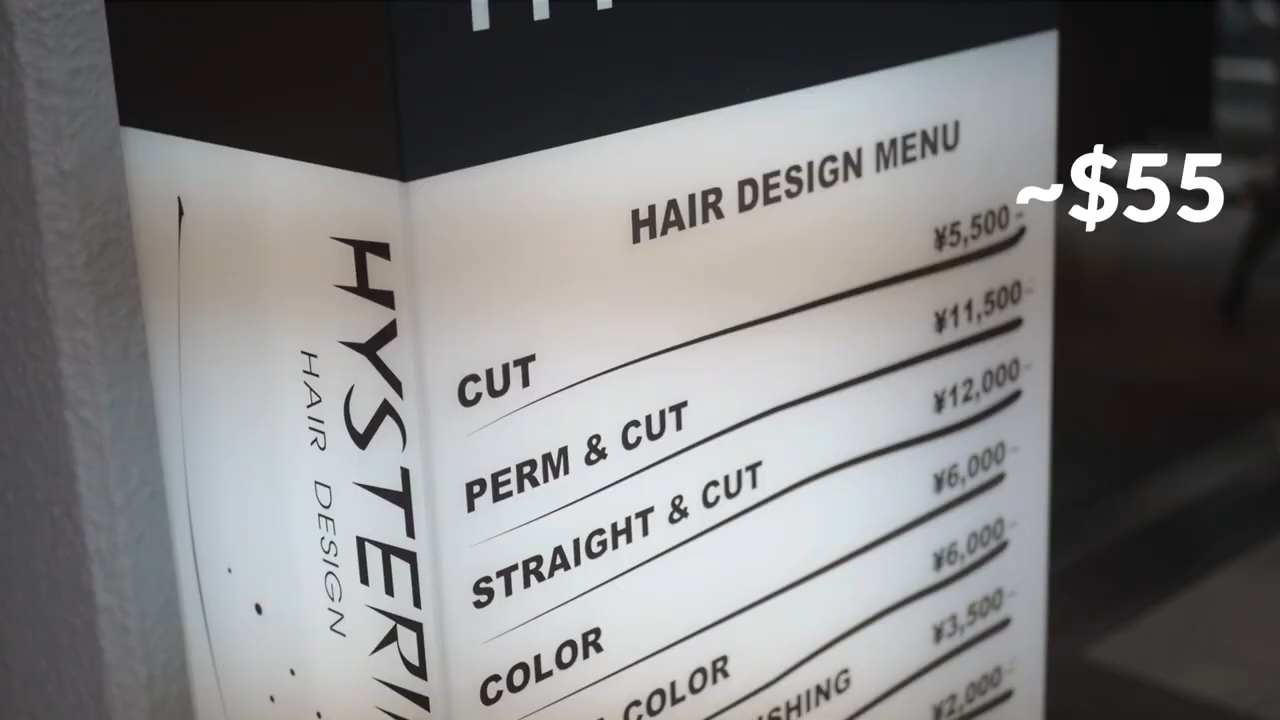 HAIR DESIGN MENU
~$55
CUT ¥5,500-
PERM & CUT ¥11,500-
STRAIGHT & CUT ¥12,000-
COLOR ¥6,000-
COLOR ¥6,000-
¥3,500-
¥2,000-
HAIR DESIGN